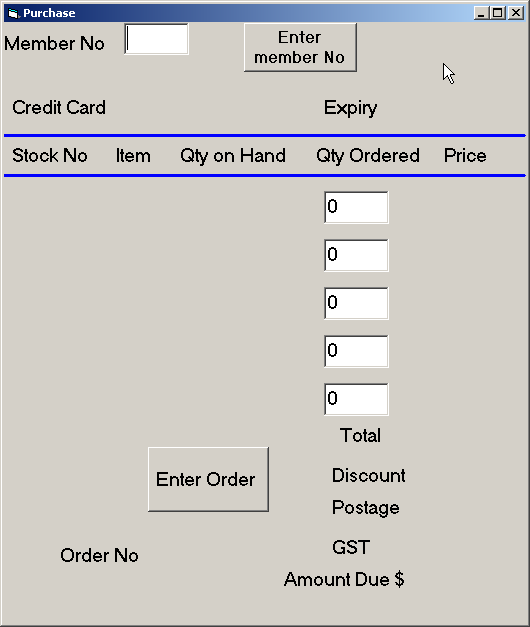 Purchase
Member No
Enter
member No
Credit Card Expiry
Stock No Item Qty on Hand Qty Ordered Price
0
0
0
0
0
Total
Enter Order
Discount
Postage
GST
Order No
Amount Due $